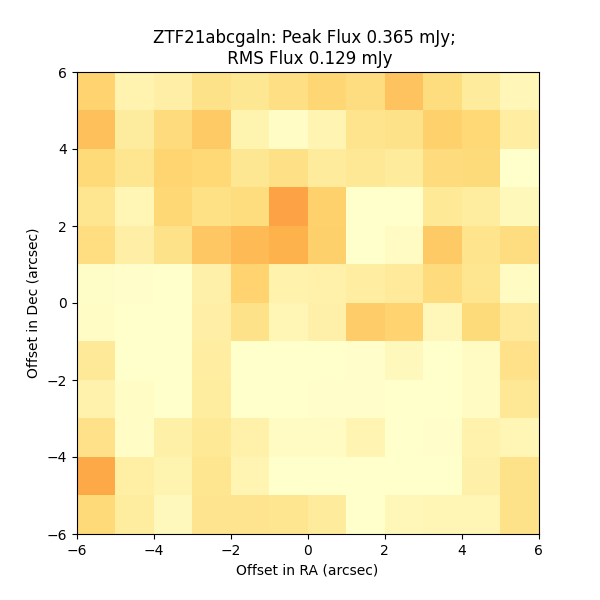 ZTF21abcgaln: Peak Flux 0.365 mJy;
RMS Flux 0.129 mJy
6
4
2
0
−2
−4
−6
Offset in Dec (arcsec)
−6 −4 −2 0 2 4 6
Offset in RA (arcsec)